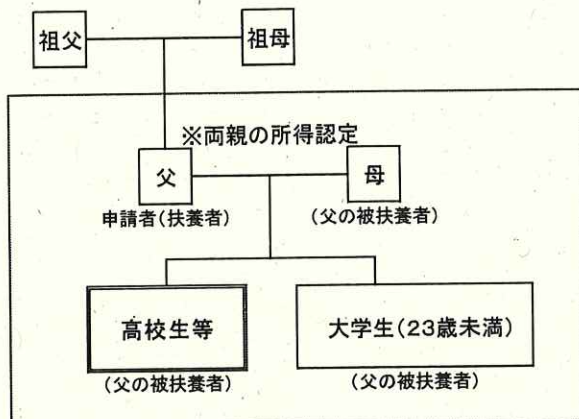 祖父
祖母
※両親の所得認定
父
母
申請者(扶養者)
(父の被扶養者)
高校生等
大学生(23歳未満)
(父の被扶養者)
(父の被扶養者)